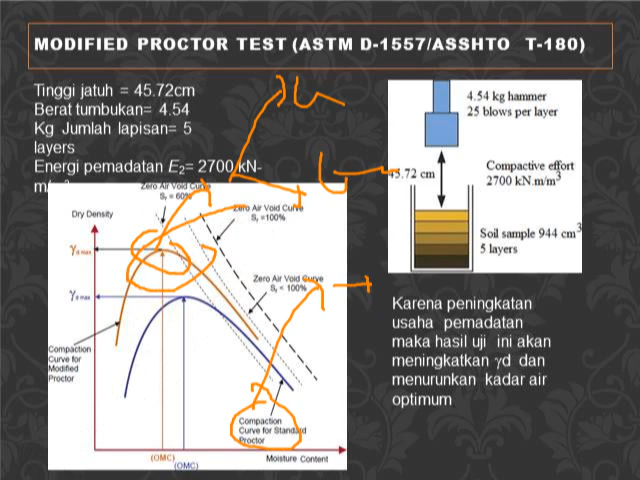 MODIFIED PROCTOR TEST (ASTM D-1557/ASSHTO T-180)
Tinggi jatuh = 45.72cm
Berat tumbukan= 4.54
Kg Jumlah lapisan= 5
layers
Energi pemadatan E2= 2700 kN-
4.54 kg hammer
25 blows per layer
45.72 cm
Compactive effort
2700 kN.m/m3
Soil sample 944 cm3
5 layers
Zero Air Void Curve
Sr = 60%
Zero Air Void Curve
Sr =100%
Dry Density
γd max
Zero Air Void Curve
Sr < 100%
γd max
Compaction
Curve for
Modified
Proctor
Compaction
Curve for Standard
Proctor
(OMC)
(OMC)
Moisture Content
Karena peningkatan
usaha pemadatan
maka hasil uji ini akan
meningkatkan γd dan
menurunkan kadar air
optimum